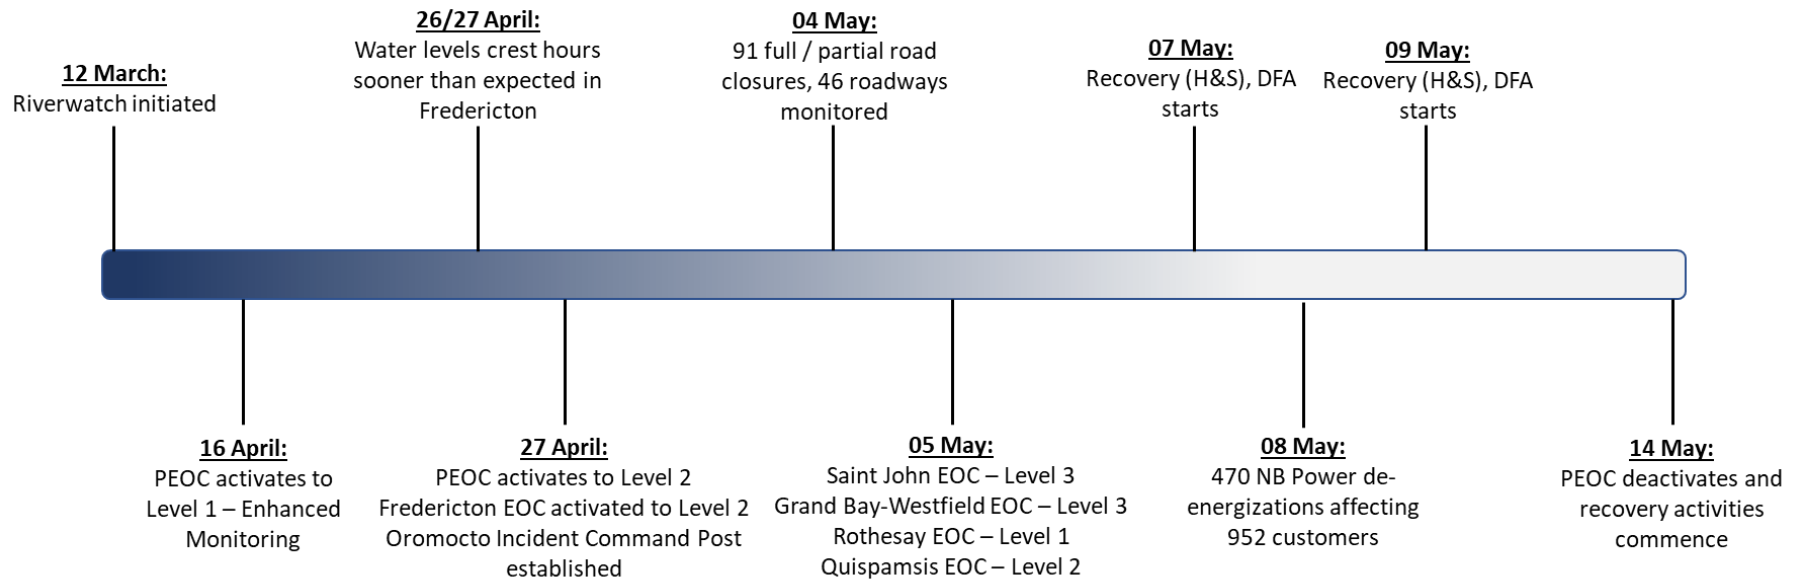 12 March:
Riverwatch initiated
26/27 April:
Water levels crest hours
sooner than expected in
Fredericton
04 May:
91 full / partial road
closures, 46 roadways
monitored
07 May:
Recovery (H&S), DFA
starts
09 May:
Recovery (H&S), DFA
starts
16 April:
PEOC activates to
Level 1 – Enhanced
Monitoring
27 April:
PEOC activates to Level 2
Fredericton EOC activated to Level 2
Oromocto Incident Command Post
established
05 May:
Saint John EOC – Level 3
Grand Bay-Westfield EOC – Level 3
Rothesay EOC – Level 1
Quispamsis EOC – Level 2
08 May:
470 NB Power de-
energizations affecting
952 customers
14 May:
PEOC deactivates and
recovery activities
commence